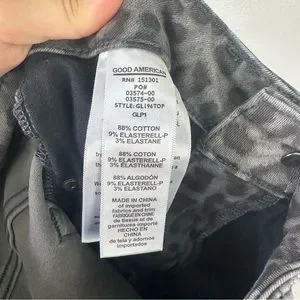 GOOD AMERICAN
RN# 151301
PO#
03574-00
03575-00
STYLE: GLI96TOP
GLP1
88% COTTON
9% ELASTERELL-P
3% ELASTANE
88% COTON
9% ELASTERELL-P
3% ELASTHANNE
88% ALGODÓN
9% ELASTERELL-P
3% ELASTANO
MADE IN CHINA
of imported
fabrics and trim
FABRIQUÉ EN CHINE
de tissus et de
garnitures importés
HECHO EN
CHINA
de tela y adornos
importados